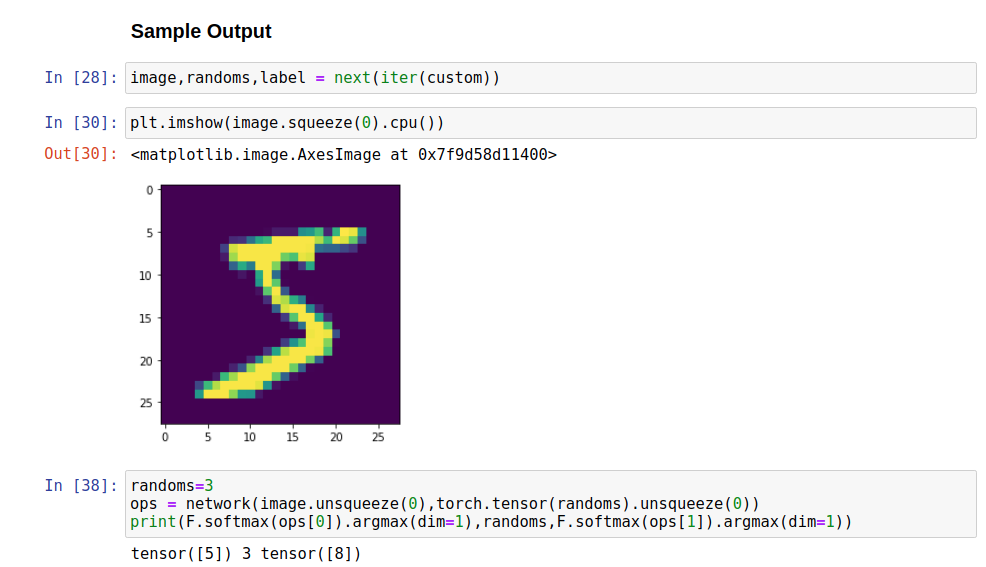 Sample Output
In [28]: image,randoms,label = next(iter(custom))
In [30]: plt.imshow(image.squeeze(0).cpu())
Out[30]: <matplotlib.image.AxesImage at 0x7f9d58d11400>
0
5
10
15
20
25
0 5 10 15 20 25
In [38]: randoms=3
ops = network(image.unsqueeze(0),torch.tensor(randoms).unsqueeze(0))
print(F.softmax(ops[0]).argmax(dim=1),randoms,F.softmax(ops[1]).argmax(dim=1))
tensor([5]) 3 tensor([8])